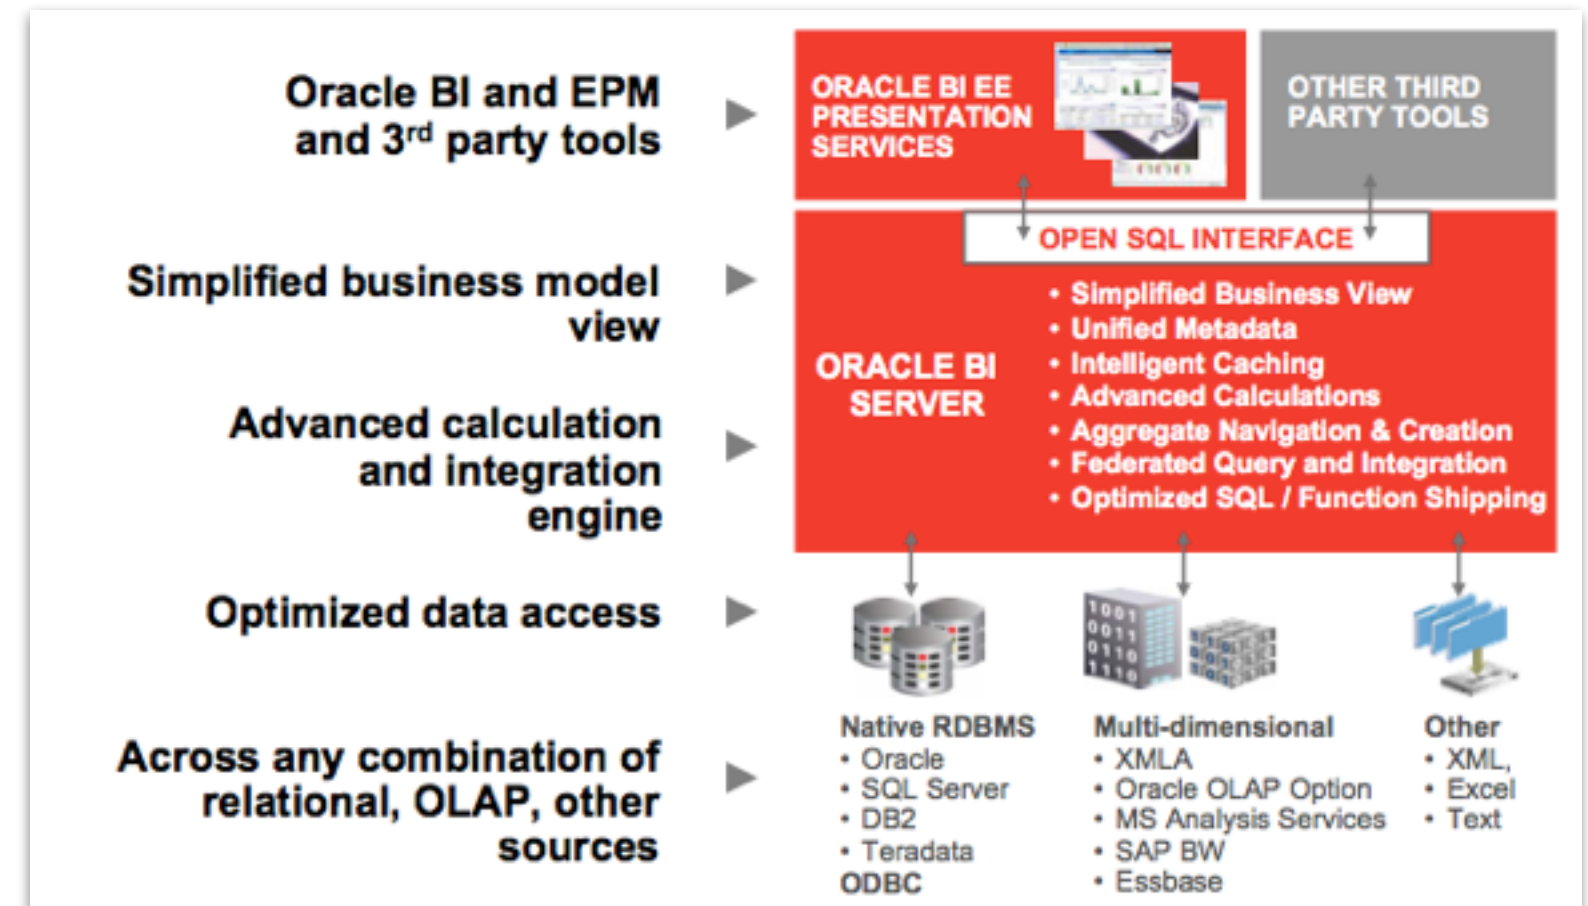 Oracle BI and EPM
and 3rd party tools
Simplified business model
view
Advanced calculation
and integration
engine
Optimized data access
Across any combination of
relational, OLAP, other
sources
ORACLE BI EE
PRESENTATION
SERVICES
OTHER THIRD
PARTY TOOLS
OPEN SQL INTERFACE
ORACLE BI
SERVER
• Simplified Business View
• Unified Metadata
• Intelligent Caching
• Advanced Calculations
• Aggregate Navigation & Creation
• Federated Query and Integration
• Optimized SQL / Function Shipping
1001
0011
0110
1110
Native RDBMS
• Oracle
• SQL Server
• DB2
• Teradata
ODBC
Multi-dimensional
• XMLA
• Oracle OLAP Option
• MS Analysis Services
• SAP BW
• Essbase
Other
• XML,
• Excel
• Text